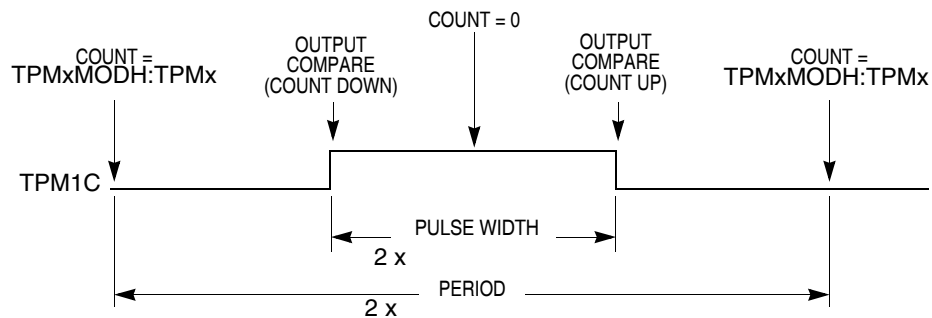 COUNT = 0
COUNT =
TPMxMODH:TPMx
OUTPUT
COMPARE
(COUNT DOWN)
OUTPUT
COMPARE
(COUNT UP)
COUNT =
TPMxMODH:TPMx
TPM1C
PULSE WIDTH
2 x
PERIOD
2 x